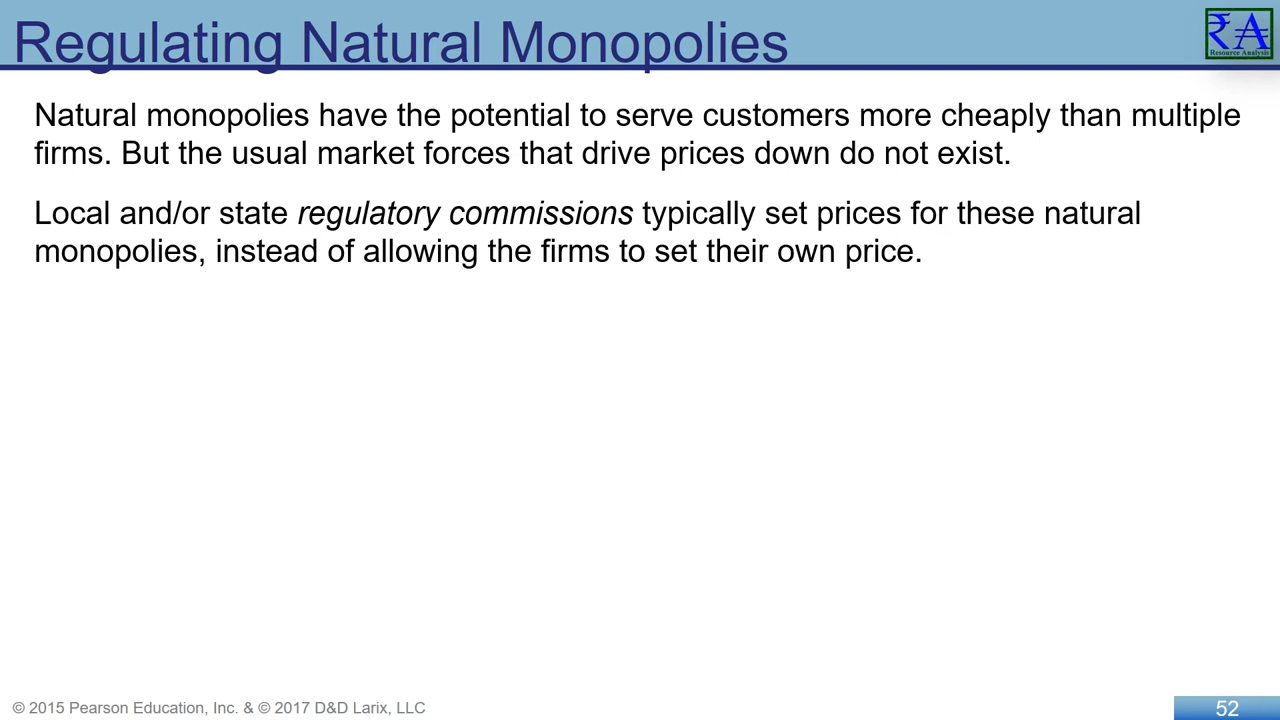 Regulating Natural Monopolies
₹A
Resource Analysis
Natural monopolies have the potential to serve customers more cheaply than multiple
firms. But the usual market forces that drive prices down do not exist.
Local and/or state regulatory commissions typically set prices for these natural
monopolies, instead of allowing the firms to set their own price.
© 2015 Pearson Education, Inc. & © 2017 D&D Larix, LLC
52